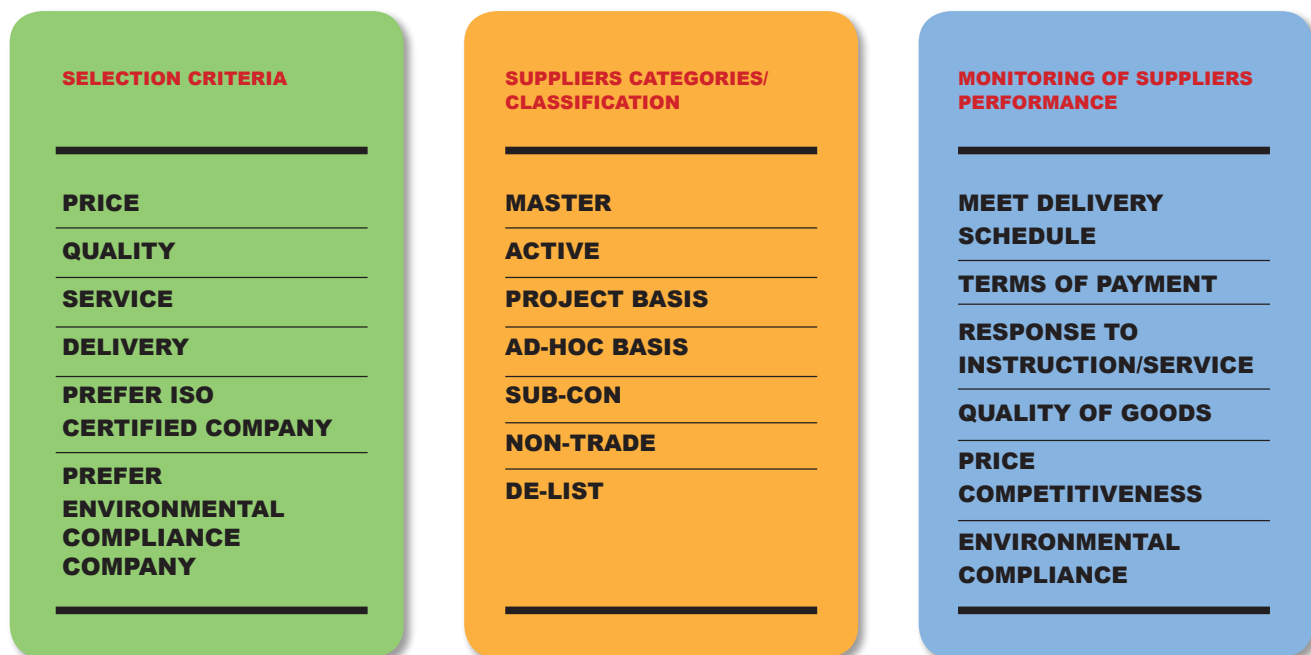 SELECTION CRITERIA
PRICE
QUALITY
SERVICE
DELIVERY
PREFER ISO
CERTIFIED COMPANY
PREFER
ENVIRONMENTAL
COMPLIANCE
COMPANY
SUPPLIERS CATEGORIES/
CLASSIFICATION
MASTER
ACTIVE
PROJECT BASIS
AD-HOC BASIS
SUB-CON
NON-TRADE
DE-LIST
MONITORING OF SUPPLIERS
PERFORMANCE
MEET DELIVERY
SCHEDULE
TERMS OF PAYMENT
RESPONSE TO
INSTRUCTION/SERVICE
QUALITY OF GOODS
PRICE
COMPETITIVENESS
ENVIRONMENTAL
COMPLIANCE